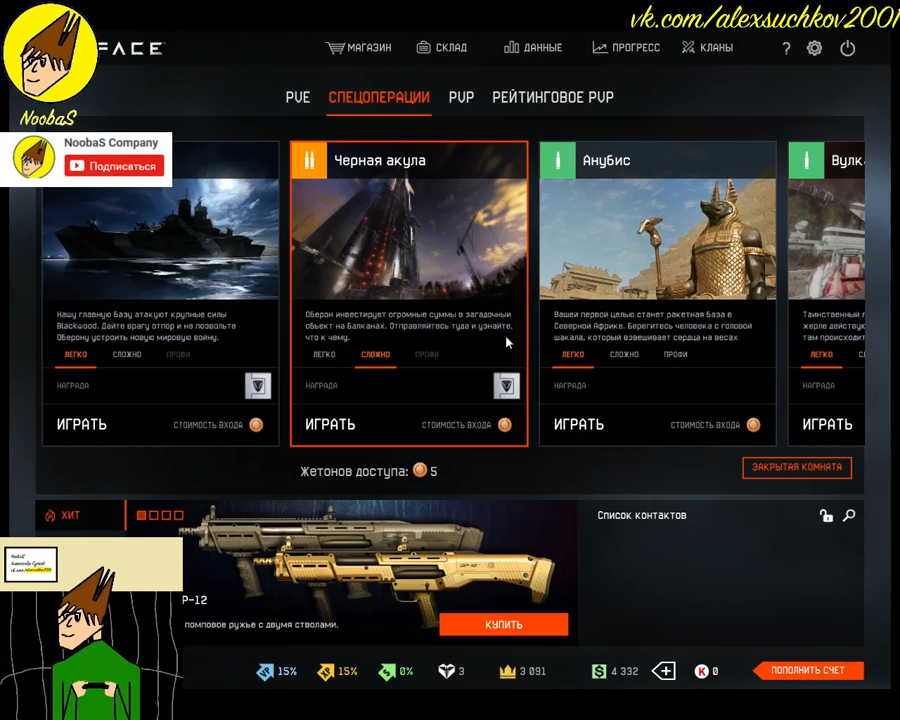 vk.com/alexsuchkov2001
FACE
МАГАЗИН
СКЛАД
ДАННЫЕ
ПРОГРЕСС
КЛАНЫ
?
NoobaS
PVE
СПЕЦОПЕРАЦИИ
PVP
РЕЙТИНГОВОЕ PVP
NoobaS Company
Подписаться
Черная акула
Анубис
Нашу главную базу атакуют крупные силы
Blackwood. Дайте врагу отпор и не позвольте
Оберону устроить новую мировую войну.
ЛЕГКО СЛОЖНО ПРОФИ
НАГРАДА
ИГРАТЬ
СТОИМОСТЬ ВХОДА
Оберон инвестирует огромные суммы в загадочный
объект на Балканах. Отправляйтесь туда и узнайте,
что к чему.
ЛЕГКО СЛОЖНО ПРОФИ
НАГРАДА
ИГРАТЬ
СТОИМОСТЬ ВХОДА
Вашей первой целью станет ракетная база в
Северной Африке. Берегитесь человека с головой
шакала, который взвешивает сердца на весах
ЛЕГКО СЛОЖНО ПРОФИ
НАГРАДА
ИГРАТЬ
СТОИМОСТЬ ВХОДА
Вулка
Таинственный
жерле действу
там происходит
ЛЕГКО СЛ
НАГРАДА
ИГРАТЬ
Жетонов доступа: 5
ЗАКРЫТАЯ КОМНАТА
ХИТ
Список контактов
P-12
помповое ружье с двумя стволами.
КУПИТЬ
15%
15%
0%
3
3 091
4 332
K 0
ПОПОЛНИТЬ СЧЕТ